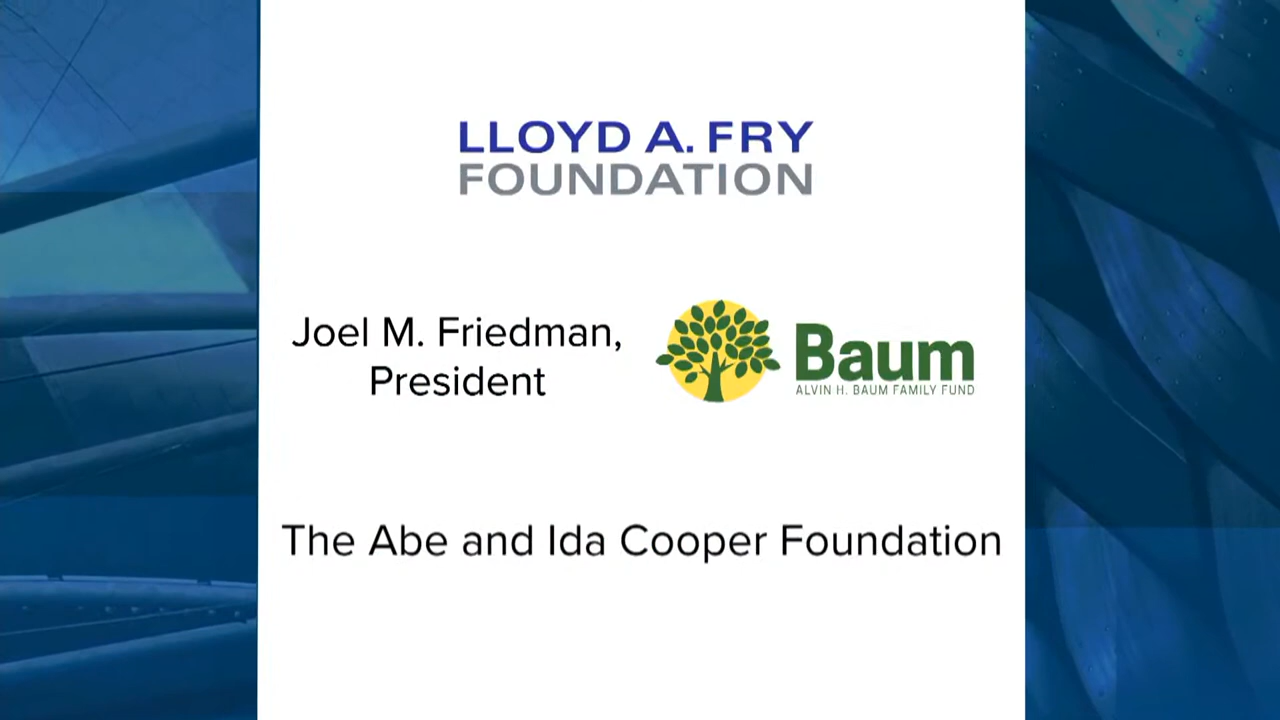 LLOYD A. FRY
FOUNDATION
Joel M. Friedman,
President
Baum
ALVIN H. BAUM FAMILY FUND
The Abe and Ida Cooper Foundation